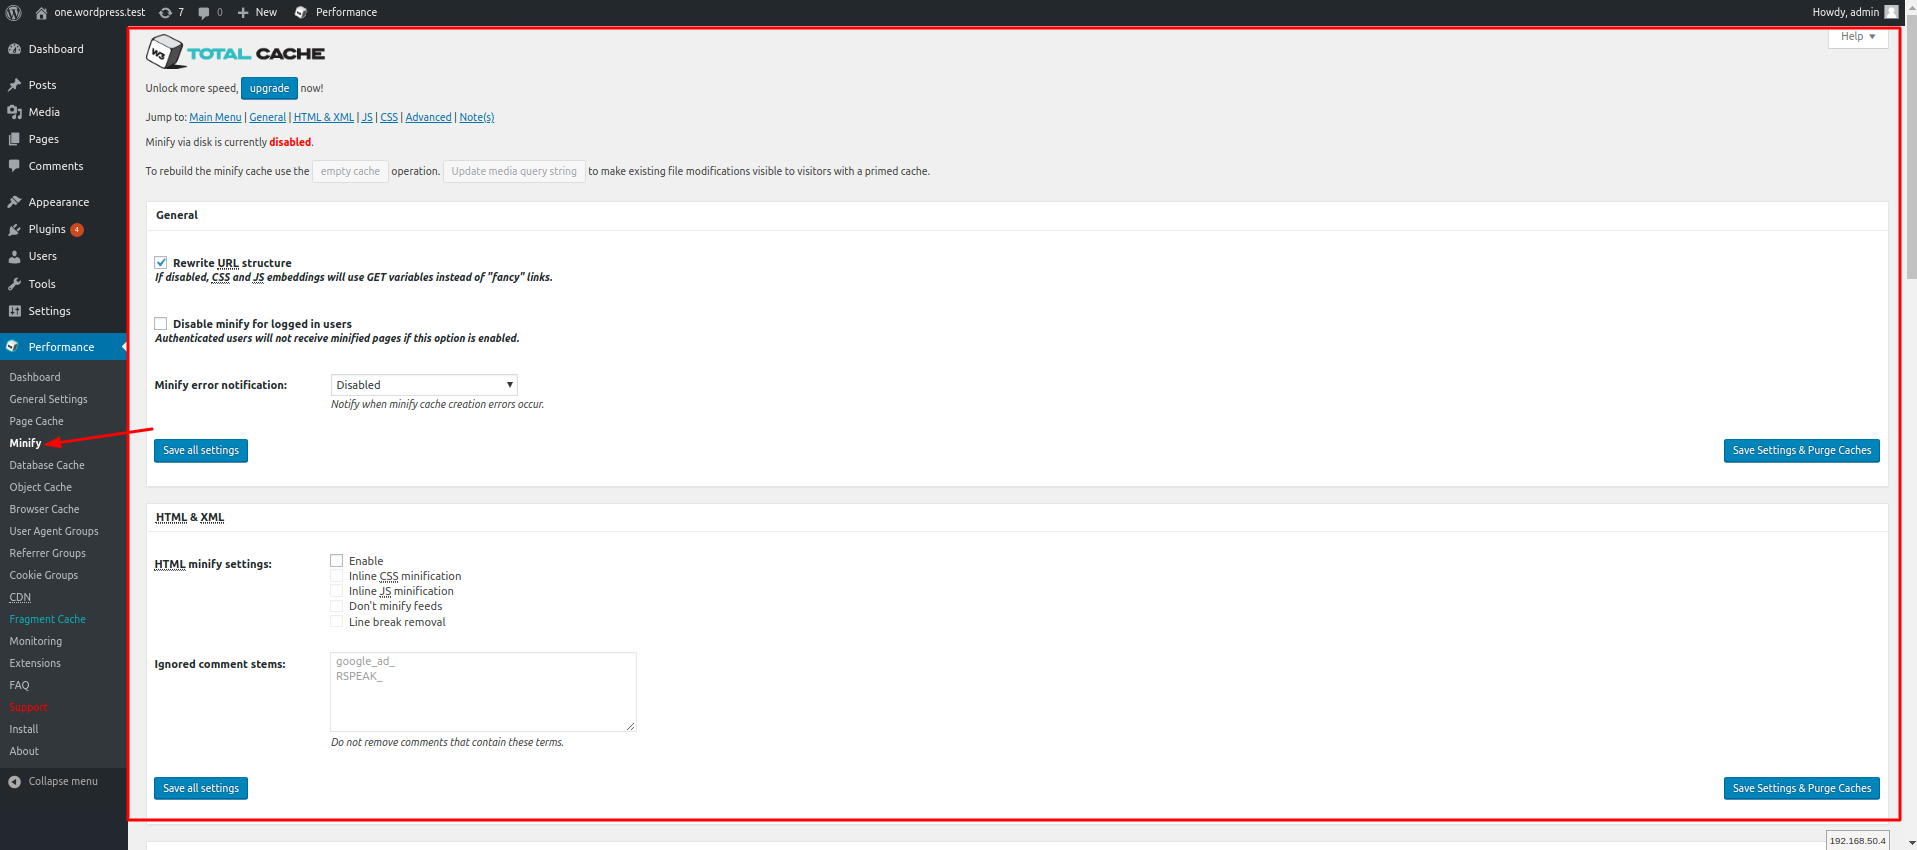 one.wordpress.test 7 0 New Performance Howdy, admin
Dashboard
Posts
Media
Pages
Comments
Appearance
Plugins 4
Users
Tools
Settings
Performance
Dashboard
General Settings
Page Cache
Minify
Database Cache
Object Cache
Browser Cache
User Agent Groups
Referrer Groups
Cookie Groups
CDN
Fragment Cache
Monitoring
Extensions
FAQ
Support
Install
About
Collapse menu
Help
W3 TOTAL CACHE
Unlock more speed, upgrade now!
Jump to: Main Menu | General | HTML & XML | JS | CSS | Advanced | Note(s)
Minify via disk is currently disabled.
To rebuild the minify cache use the empty cache operation. Update media query string to make existing file modifications visible to visitors with a primed cache.
General
Rewrite URL structure
If disabled, CSS and JS embeddings will use GET variables instead of "fancy" links.
Disable minify for logged in users
Authenticated users will not receive minified pages if this option is enabled.
Minify error notification: Disabled
Notify when minify cache creation errors occur.
Save all settings Save Settings & Purge Caches
HTML & XML
HTML minify settings: Enable
Inline CSS minification
Inline JS minification
Don't minify feeds
Line break removal
Ignored comment stems: google_ad_
RSPEAK_
Do not remove comments that contain these terms.
Save all settings Save Settings & Purge Caches
192.168.50.4